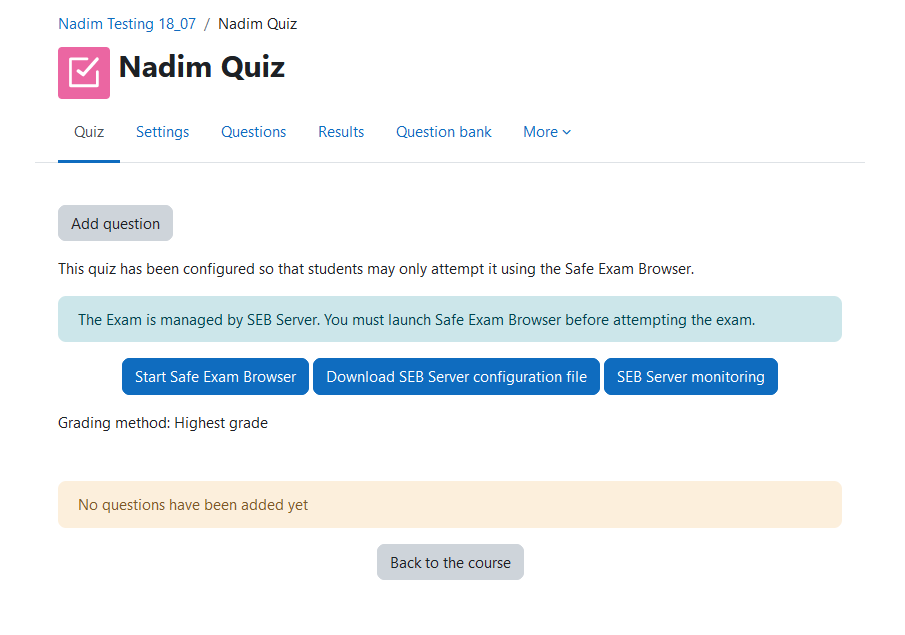 Nadim Testing 18_07 / Nadim Quiz
Nadim Quiz
Quiz Settings Questions Results Question bank More
Add question
This quiz has been configured so that students may only attempt it using the Safe Exam Browser.
The Exam is managed by SEB Server. You must launch Safe Exam Browser before attempting the exam.
Start Safe Exam Browser Download SEB Server configuration file SEB Server monitoring
Grading method: Highest grade
No questions have been added yet
Back to the course